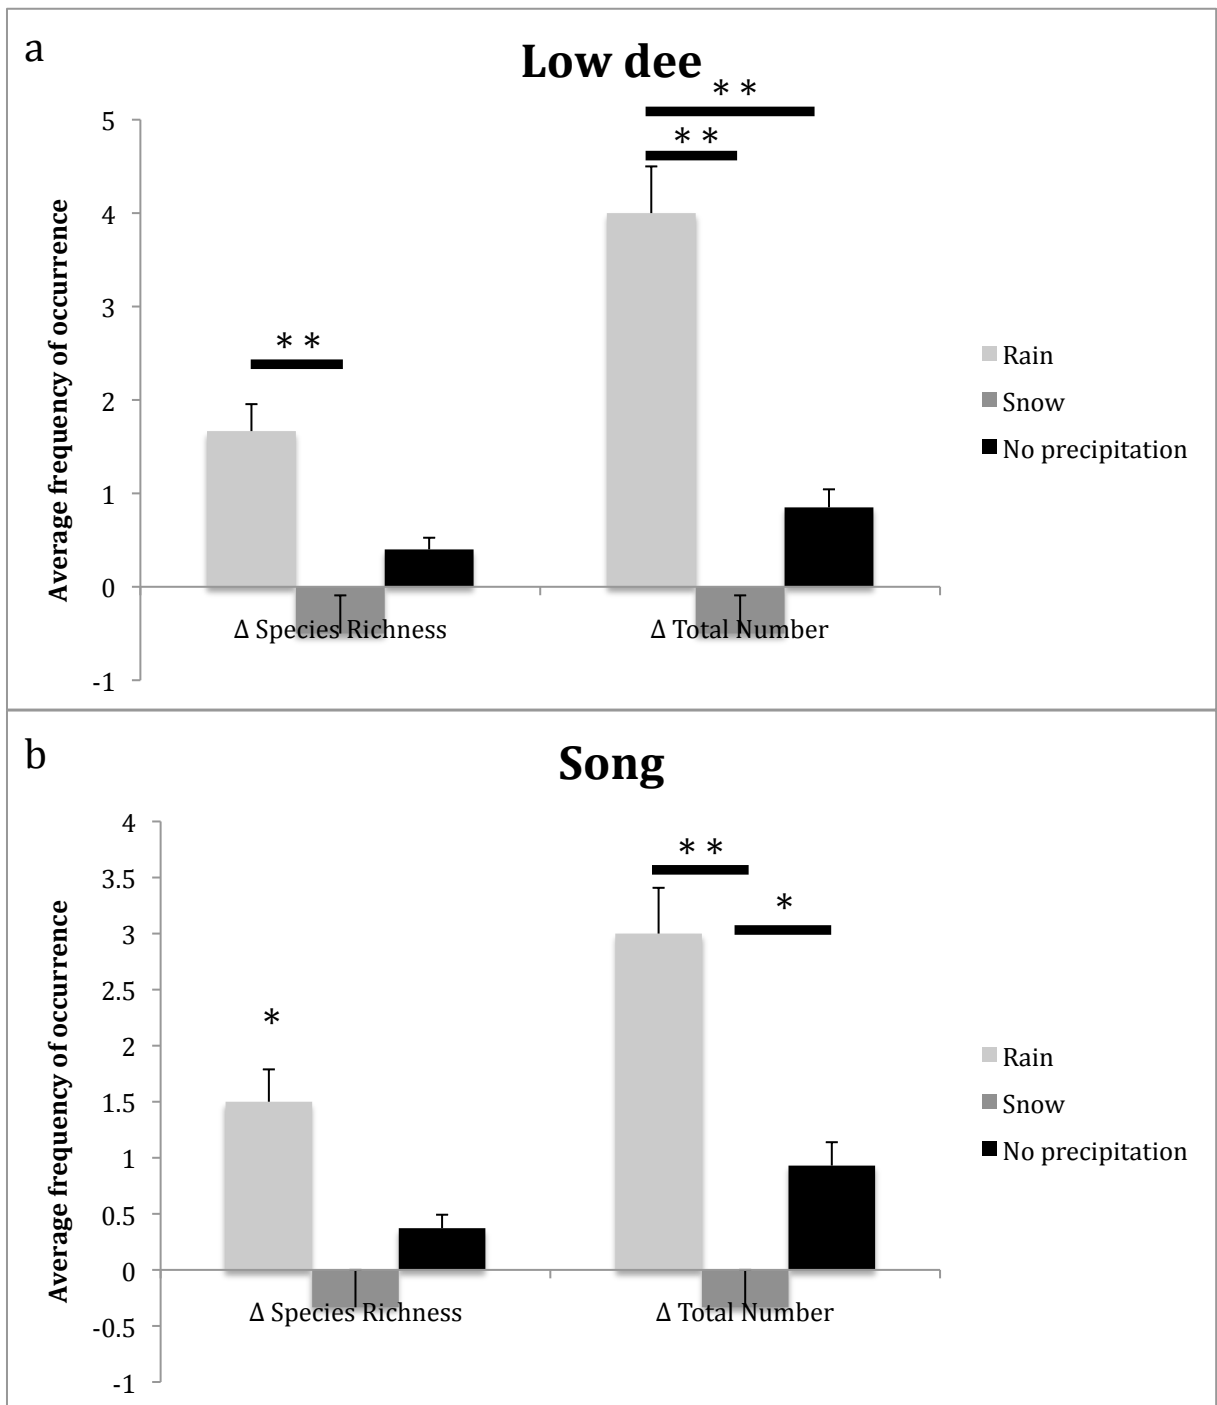 a
Low dee
* *
* *
* *
5
4
3
2
1
0
-1
Average frequency of occurrence
Δ Species Richness
Δ Total Number
Rain
Snow
No precipitation
b
Song
* *
*
*
4
3.5
3
2.5
2
1.5
1
0.5
0
-0.5
-1
Average frequency of occurrence
Δ Species Richness
Δ Total Number
Rain
Snow
No precipitation